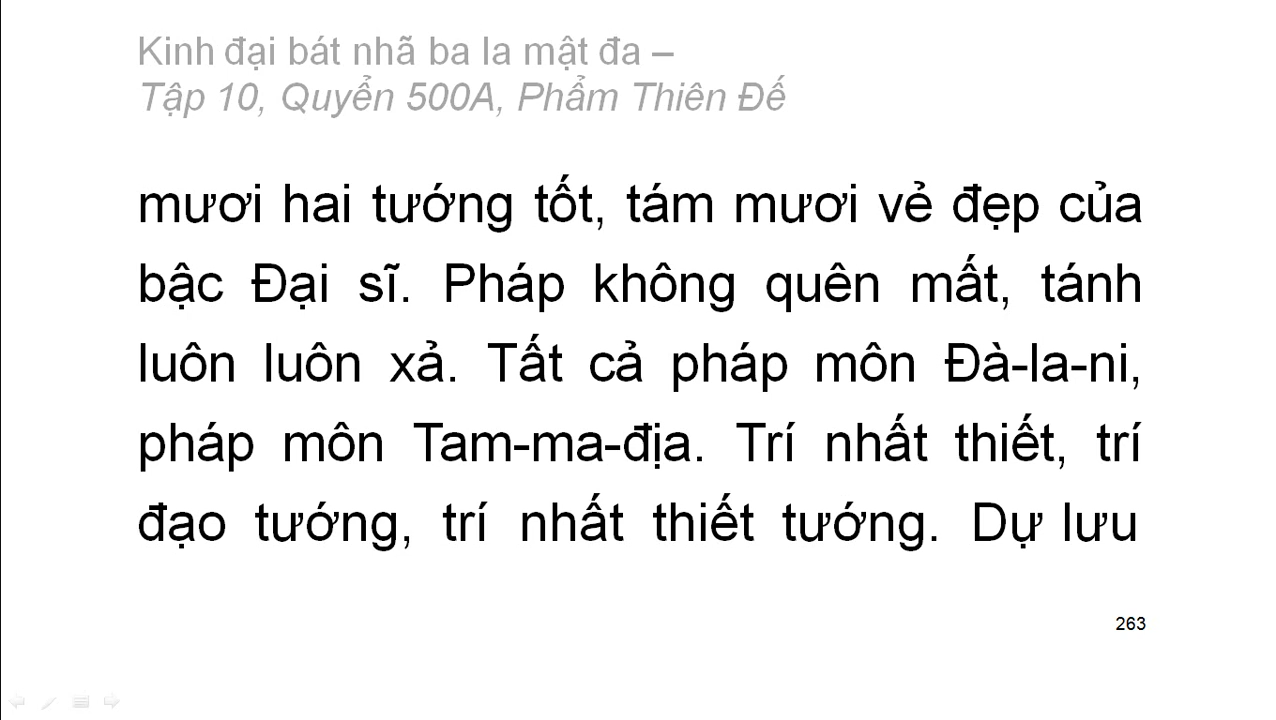 Kinh đại bát nhã ba la mật đa –
Tập 10, Quyển 500A, Phẩm Thiên Đế
mươi hai tướng tốt, tám mươi vẻ đẹp của
bậc Đại sĩ. Pháp không quên mất, tánh
luôn luôn xả. Tất cả pháp môn Đà-la-ni,
pháp môn Tam-ma-địa. Trí nhất thiết, trí
đạo tướng, trí nhất thiết tướng. Dự lưu
263